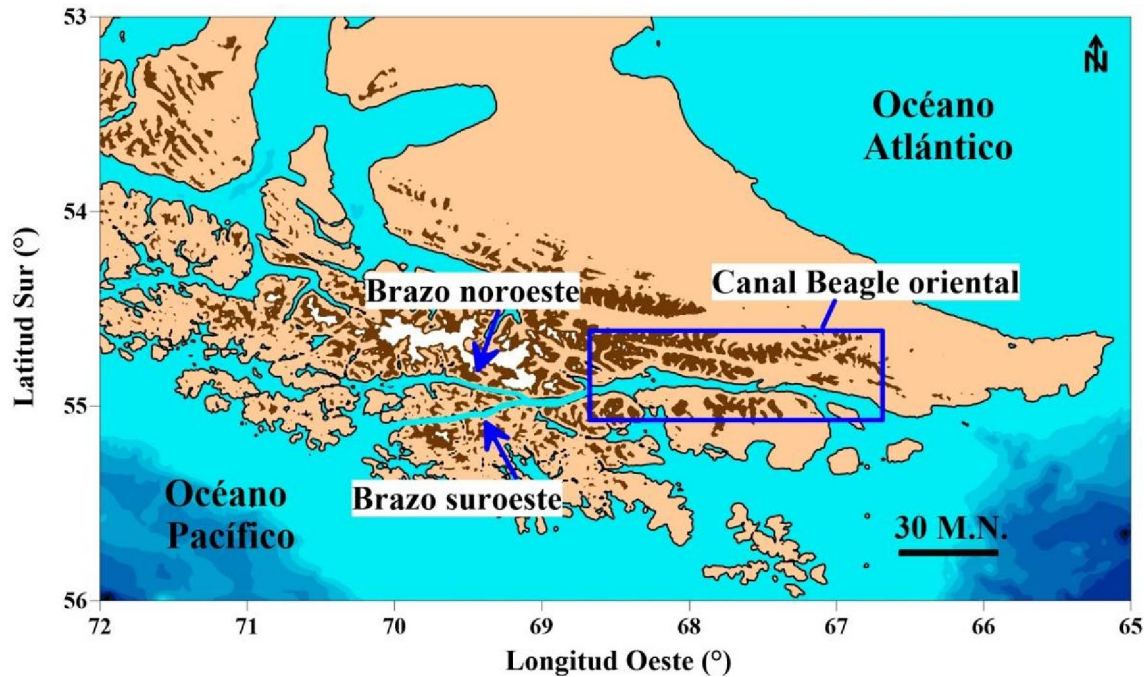 53
54
55
56
Latitud Sur (°)
N
Océano
Atlántico
Brazo noroeste
Canal Beagle oriental
Brazo suroeste
Océano
Pacífico
30 M.N.
72
71
70
69
68
67
66
65
Longitud Oeste (°)